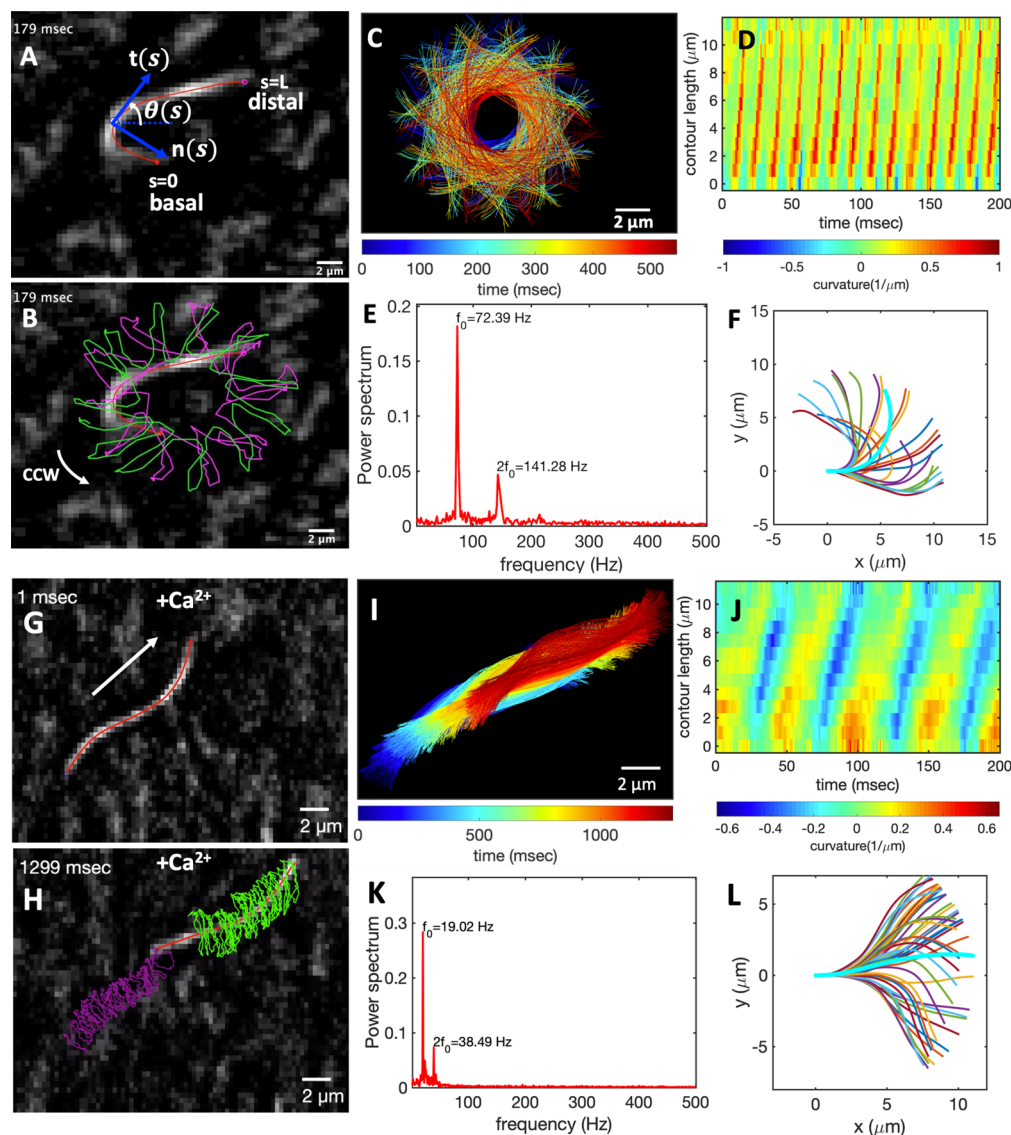 179 msec
A
t(s)
s=L
distal
θ(s)
n(s)
s=0
basal
2 μm
C
2 μm
0 100 200 300 400 500
time (msec)
D
contour length (μm)
10
8
6
4
2
0
0 50 100 150 200
time (msec)
-1 -0.5 0 0.5 1
curvature(1/μm)
179 msec
B
CCW
2 μm
E
Power spectrum
0.2
0.15
0.1
0.05
0
f0=72.39 Hz
2f0=141.28 Hz
100 200 300 400 500
frequency (Hz)
F
y (μm)
15
10
5
0
-5
-5 0 5 10 15
x (μm)
1 msec
+Ca²⁺
G
2 μm
I
2 μm
0 500 1000
time (msec)
J
contour length (μm)
10
8
6
4
2
0
0 50 100 150 200
time (msec)
-0.6 -0.4 -0.2 0 0.2 0.4 0.6
curvature(1/μm)
1299 msec
+Ca²⁺
H
2 μm
K
Power spectrum
0.3
0.2
0.1
0
f0=19.02 Hz
2f0=38.49 Hz
100 200 300 400 500
frequency (Hz)
L
y (μm)
5
0
-5
0 5 10
x (μm)